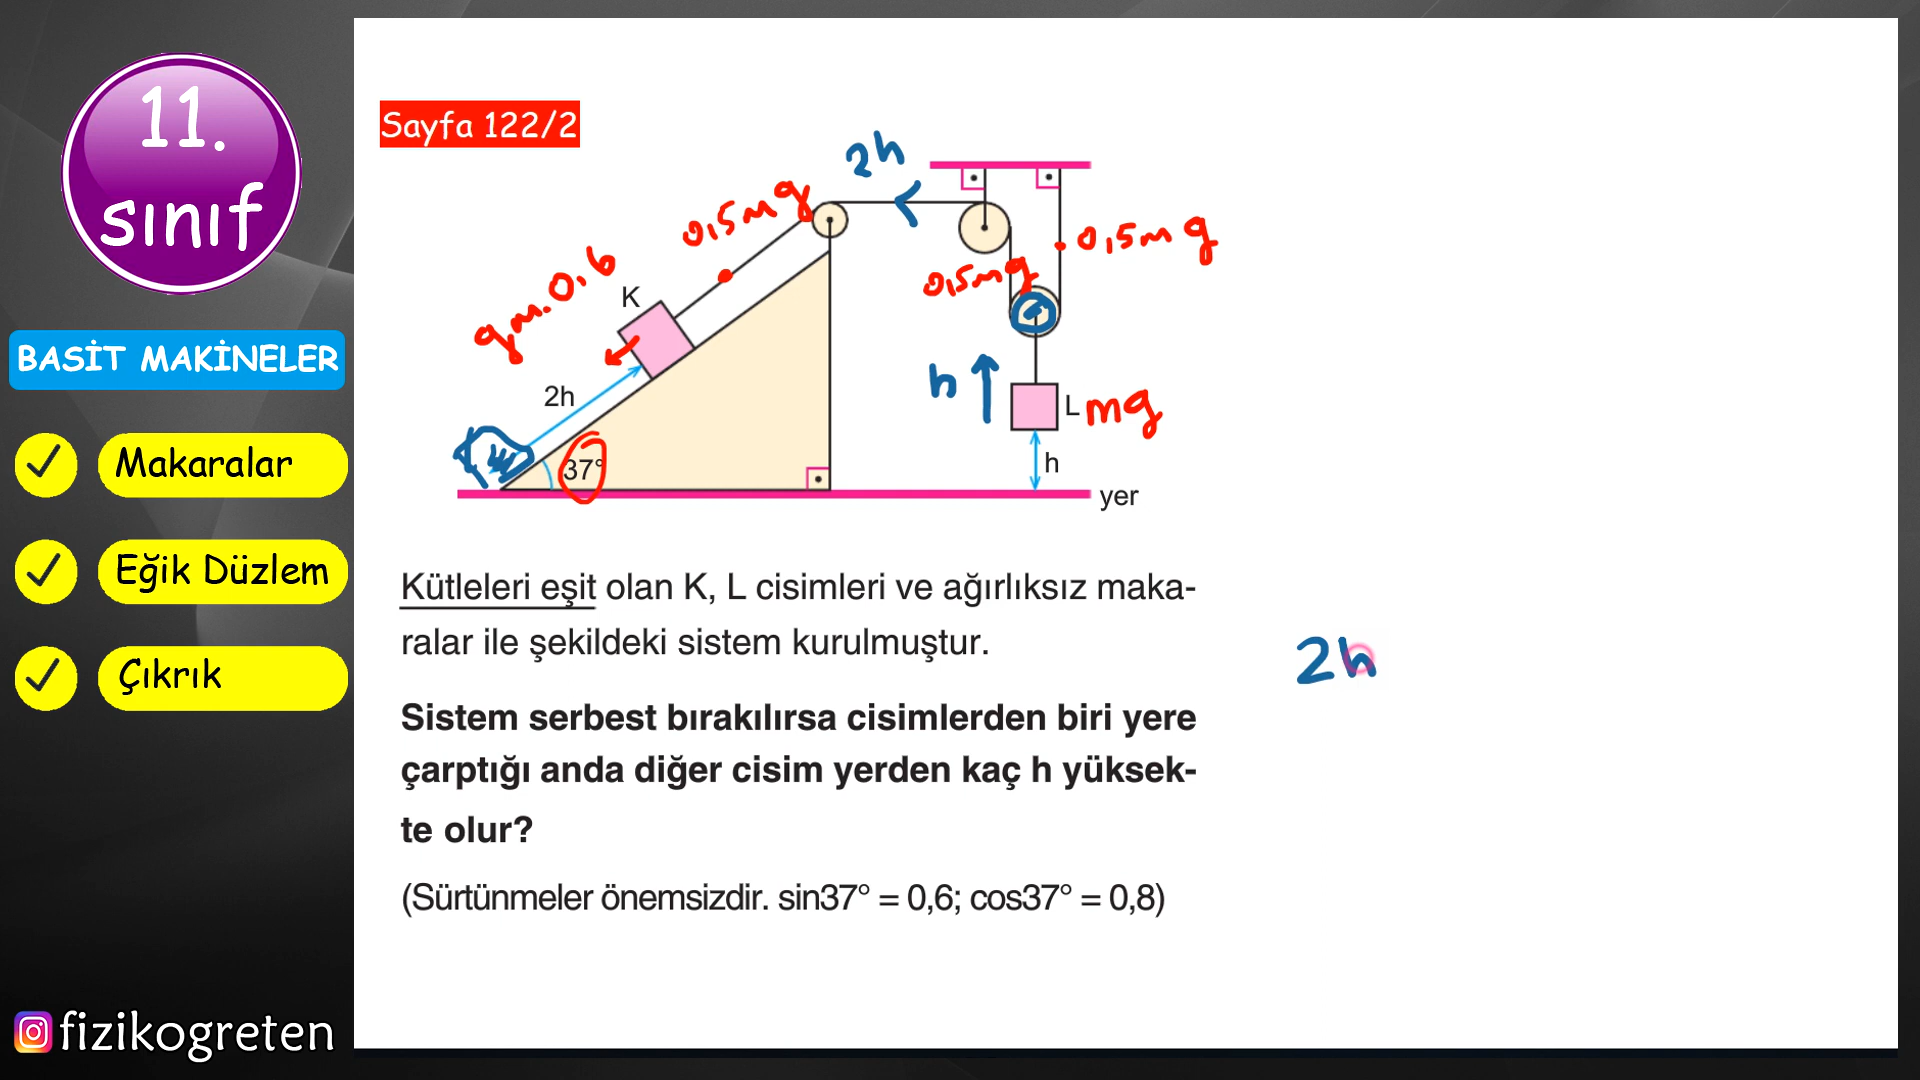 11.
sınıf
BASİT MAKİNELER
Makaralar
Eğik Düzlem
Çıkrık
fizikogreten
Sayfa 122/2
2h
0,5mg
gm.0,6
K
2h
37°
0,5mg
0,5mg
h
L mg
h
yer
Kütleleri eşit olan K, L cisimleri ve ağırlıksız maka-
ralar ile şekildeki sistem kurulmuştur.
2h
Sistem serbest bırakılırsa cisimlerden biri yere
çarptığı anda diğer cisim yerden kaç h yüksek-
te olur?
(Sürtünmeler önemsizdir. sin37° = 0,6; cos37° = 0,8)